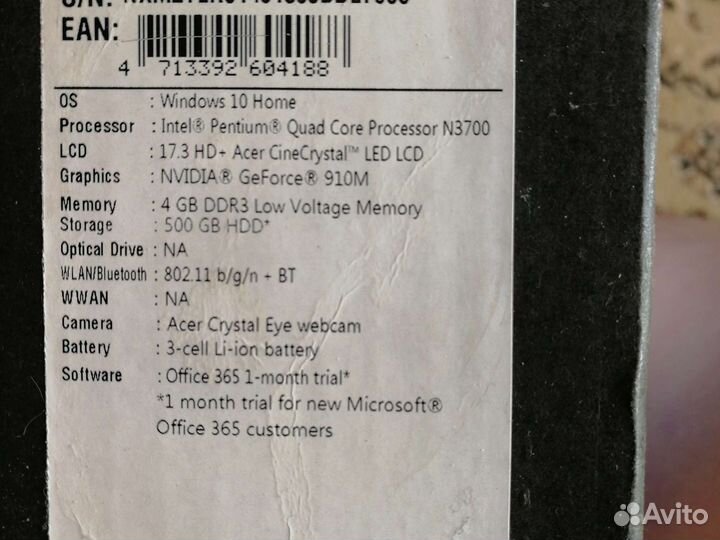 EAN:
4 713392 604188
OS : Windows 10 Home
Processor : Intel® Pentium® Quad Core Processor N3700
LCD : 17.3 HD+ Acer CineCrystal™ LED LCD
Graphics : NVIDIA® GeForce® 910M
Memory : 4 GB DDR3 Low Voltage Memory
Storage : 500 GB HDD*
Optical Drive : NA
WLAN/Bluetooth : 802.11 b/g/n + BT
WWAN : NA
Camera : Acer Crystal Eye webcam
Battery : 3-cell Li-ion battery
Software : Office 365 1-month trial*
*1 month trial for new Microsoft®
Office 365 customers
Avito